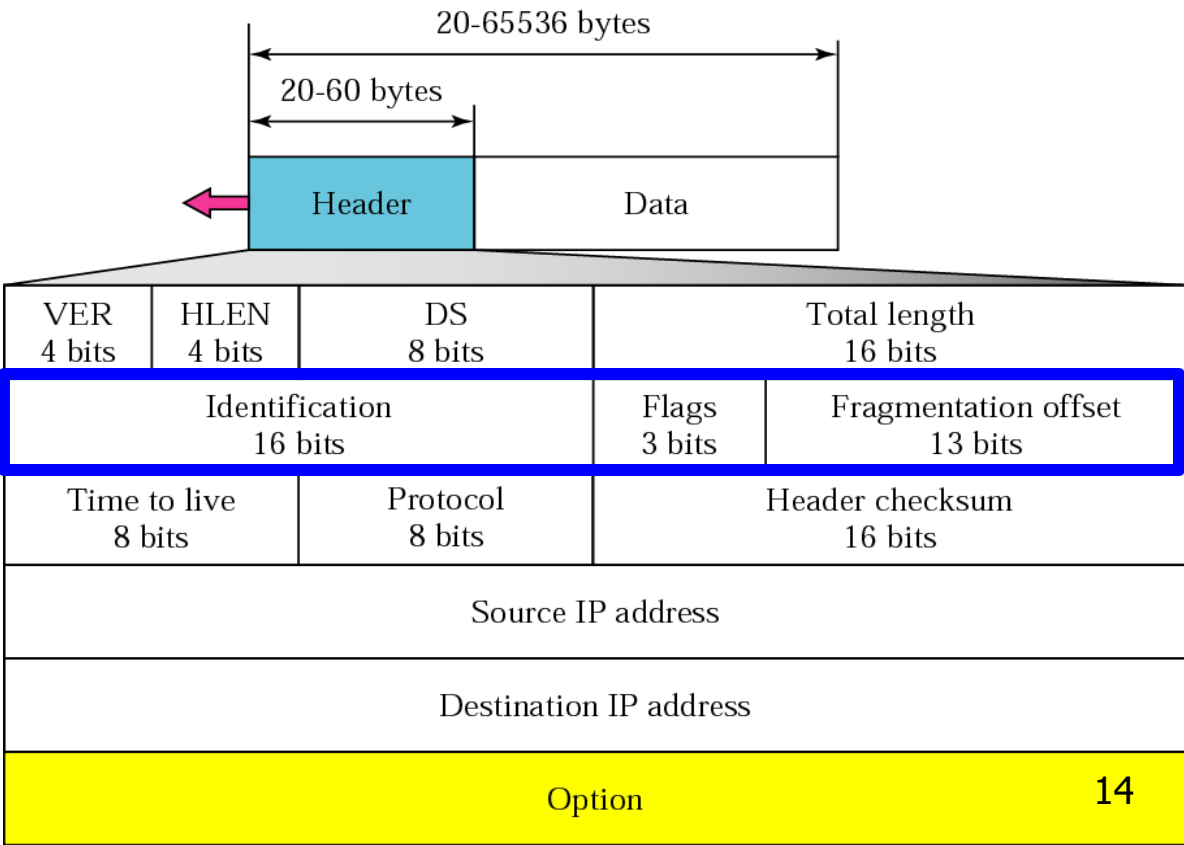 20-65536 bytes
20-60 bytes
Header
Data
VER
4 bits
HLEN
4 bits
DS
8 bits
Total length
16 bits
Identification
16 bits
Flags
3 bits
Fragmentation offset
13 bits
Time to live
8 bits
Protocol
8 bits
Header checksum
16 bits
Source IP address
Destination IP address
Option
14